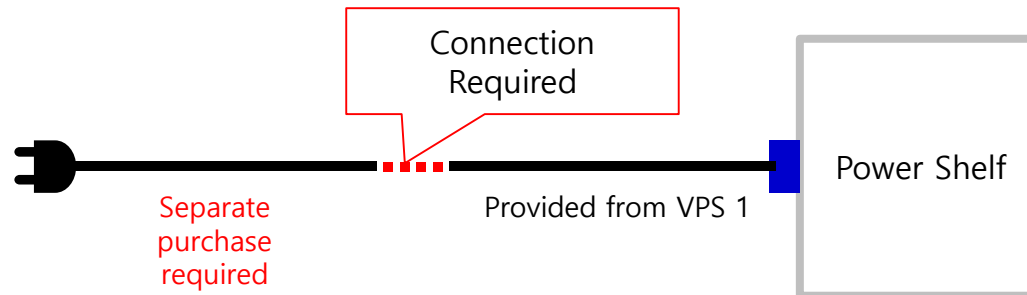 Connection
Required
Power Shelf
Separate
purchase
required
Provided from VPS 1